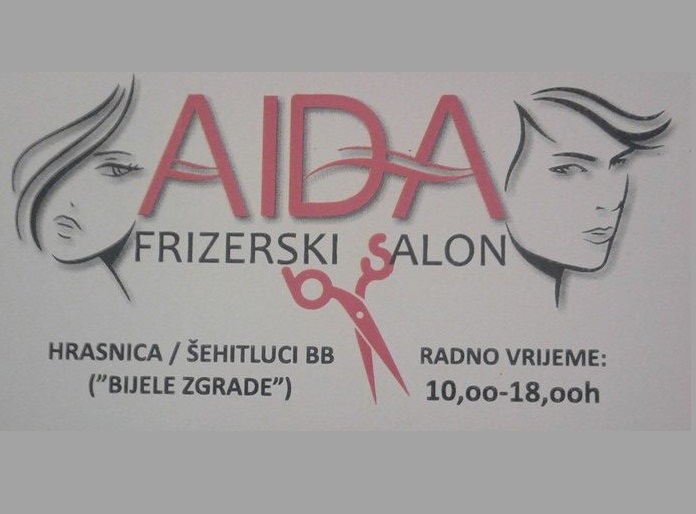 AIDA
FRIZERSKI SALON
HRASNICA / ŠEHITLUCI BB
(”BIJELE ZGRADE”)
RADNO VRIJEME:
10,oo-18,ooh